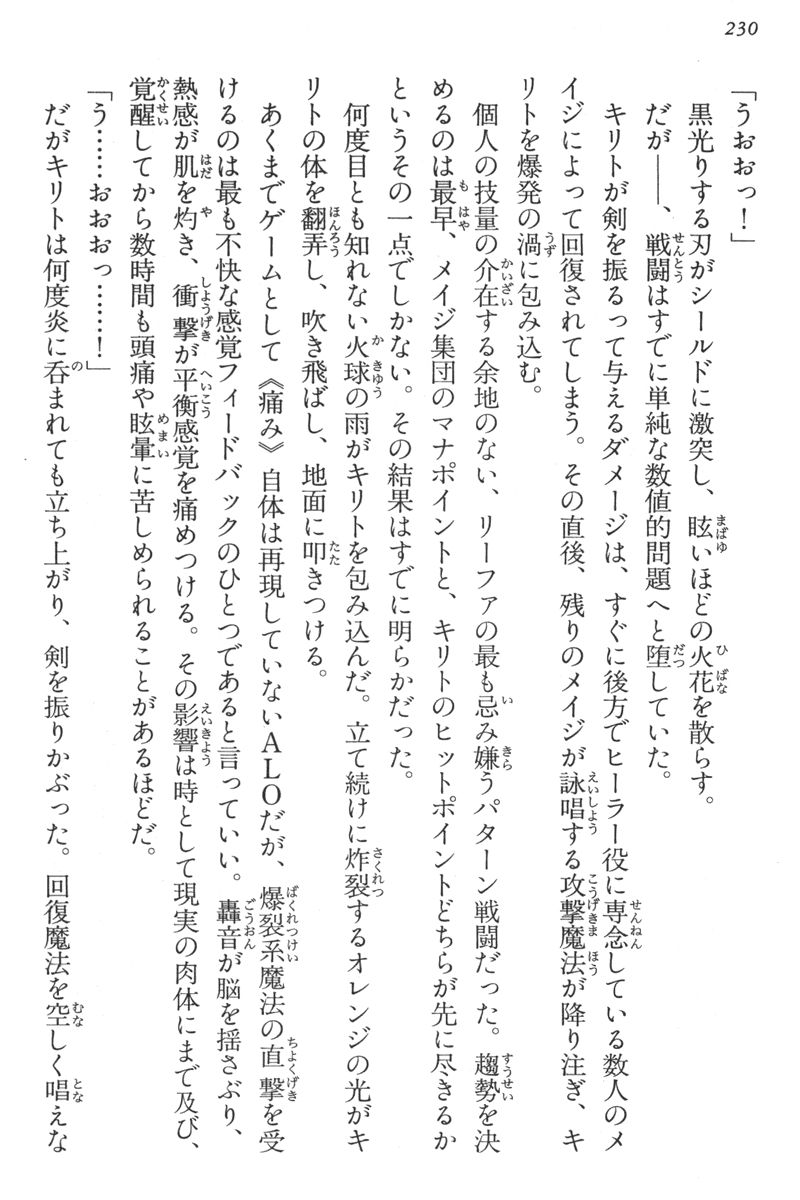 230
「うおおっ！」
　黒光りする刃がシールドに激突し、眩いほどの火花を散らす。
　だが――、戦闘はすでに単純な数値的問題へと堕していた。
　キリトが剣を振るって与えるダメージは、すぐに後方でヒーラー役に専念している数人のメ
イジによって回復されてしまう。その直後、残りのメイジが詠唱する攻撃魔法が降り注ぎ、キ
リトを爆発の渦に包み込む。
　個人の技量の介在する余地のない、リーファの最も忌み嫌うパターン戦闘だった。趨勢を決
めるのは最早、メイジ集団のマナポイントと、キリトのヒットポイントどちらが先に尽きるか
というその一点でしかない。その結果はすでに明らかだった。
　何度目とも知れない火球の雨がキリトを包み込んだ。立て続けに炸裂するオレンジの光がキ
リトの体を翻弄し、吹き飛ばし、地面に叩きつける。
　あくまでゲームとして《痛み》自体は再現していないＡＬＯだが、爆裂系魔法の直撃を受
けるのは最も不快な感覚フィードバックのひとつであると言っていい。轟音が脳を揺さぶり、
熱感が肌を灼き、衝撃が平衡感覚を痛めつける。その影響は時として現実の肉体にまで及び、
覚醒してから数時間も頭痛や眩暈に苦しめられることがあるほどだ。
「う……おおおっ……！」
　だがキリトは何度炎に呑まれても立ち上がり、剣を振りかぶった。回復魔法を空しく唱えな